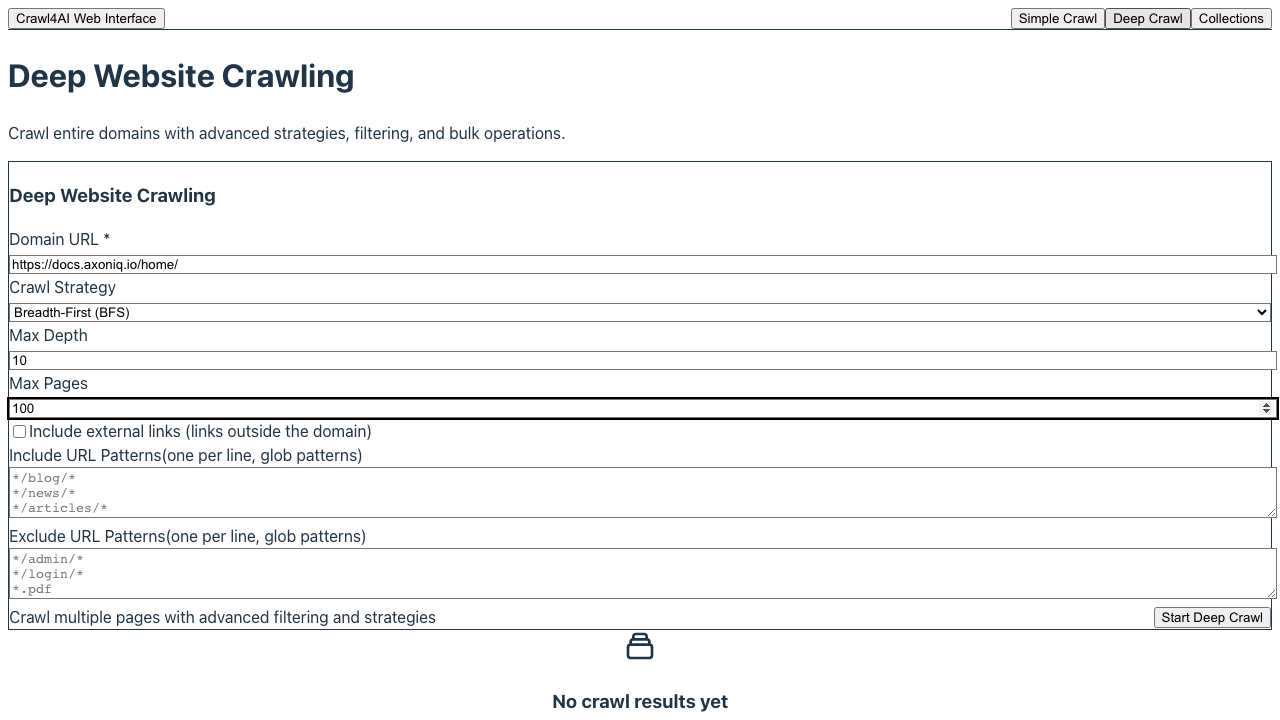 Crawl4AI Web Interface
Simple Crawl Deep Crawl Collections
Deep Website Crawling
Crawl entire domains with advanced strategies, filtering, and bulk operations.
Deep Website Crawling
Domain URL *
https://docs.axoniq.io/home/
Crawl Strategy
Breadth-First (BFS)
Max Depth
10
Max Pages
100
Include external links (links outside the domain)
Include URL Patterns(one per line, glob patterns)
*/blog/*
*/news/*
*/articles/*
Exclude URL Patterns(one per line, glob patterns)
*/admin/*
*/login/*
*.pdf
Crawl multiple pages with advanced filtering and strategies
Start Deep Crawl
No crawl results yet